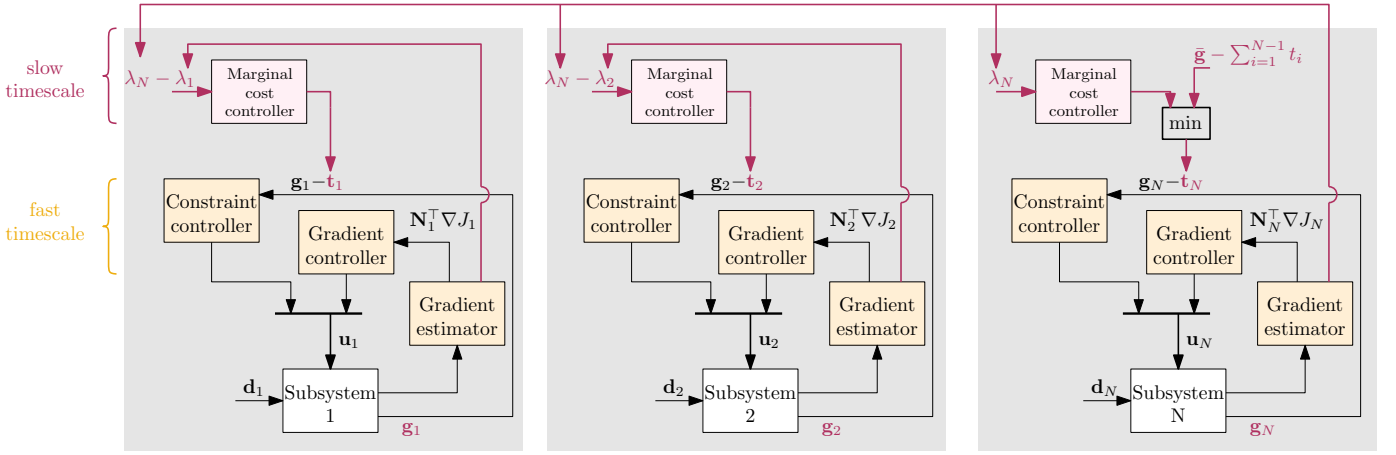 slow
timescale
fast
timescale
λ_N − λ_1
Marginal
cost
controller
g_1−t_1
Constraint
controller
N_1^⊤∇J_1
Gradient
controller
Gradient
estimator
u_1
d_1
Subsystem
1
g_1
λ_N − λ_2
Marginal
cost
controller
g_2−t_2
Constraint
controller
N_2^⊤∇J_2
Gradient
controller
Gradient
estimator
u_2
d_2
Subsystem
2
g_2
λ_N
Marginal
cost
controller
ḡ − ∑_{i=1}^{N−1} t_i
min
g_N−t_N
Constraint
controller
N_N^⊤∇J_N
Gradient
controller
Gradient
estimator
u_N
d_N
Subsystem
N
g_N